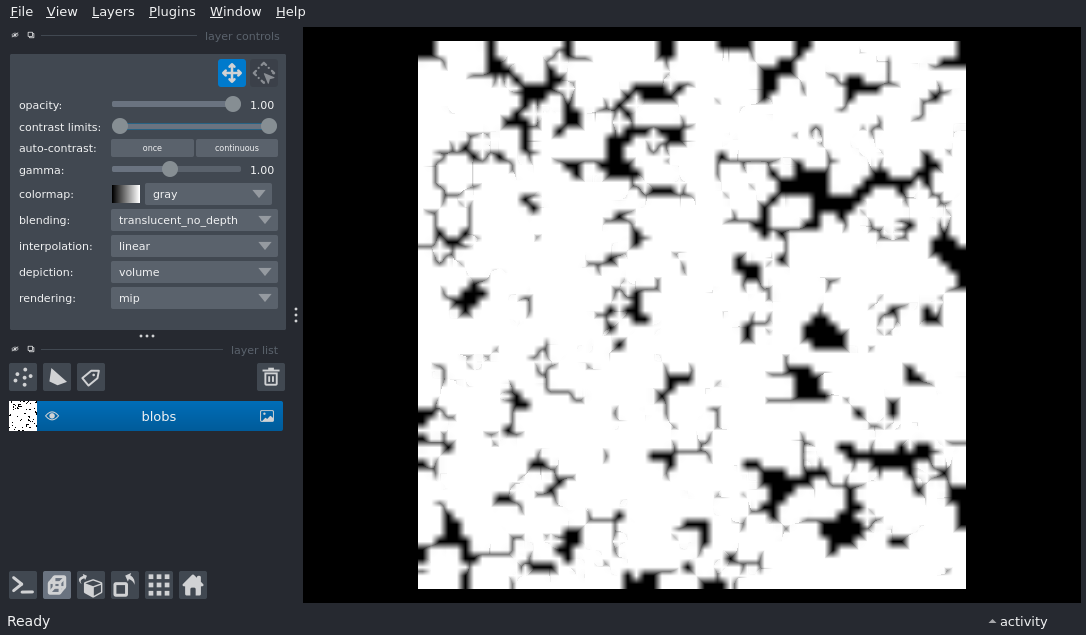 File View Layers Plugins Window Help
layer controls
opacity: 1.00
contrast limits:
auto-contrast: once continuous
gamma: 1.00
colormap: gray
blending: translucent_no_depth
interpolation: linear
depiction: volume
rendering: mip
layer list
blobs
Ready activity